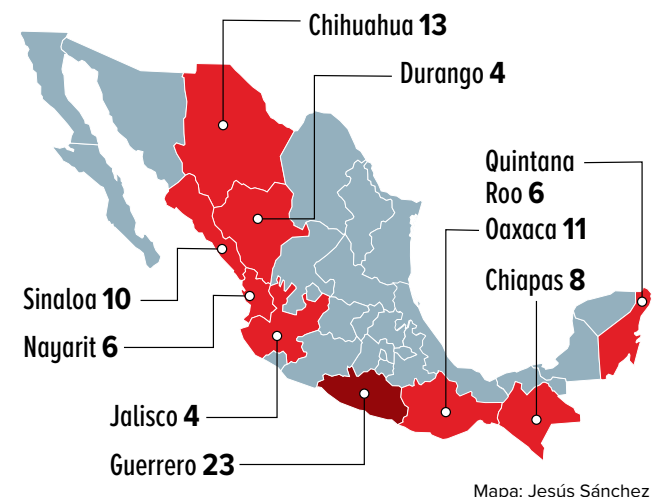 Chihuahua 13
Durango 4
Quintana
Roo 6
Oaxaca 11
Chiapas 8
Sinaloa 10
Nayarit 6
Jalisco 4
Guerrero 23
Mapa: Jesús Sánchez